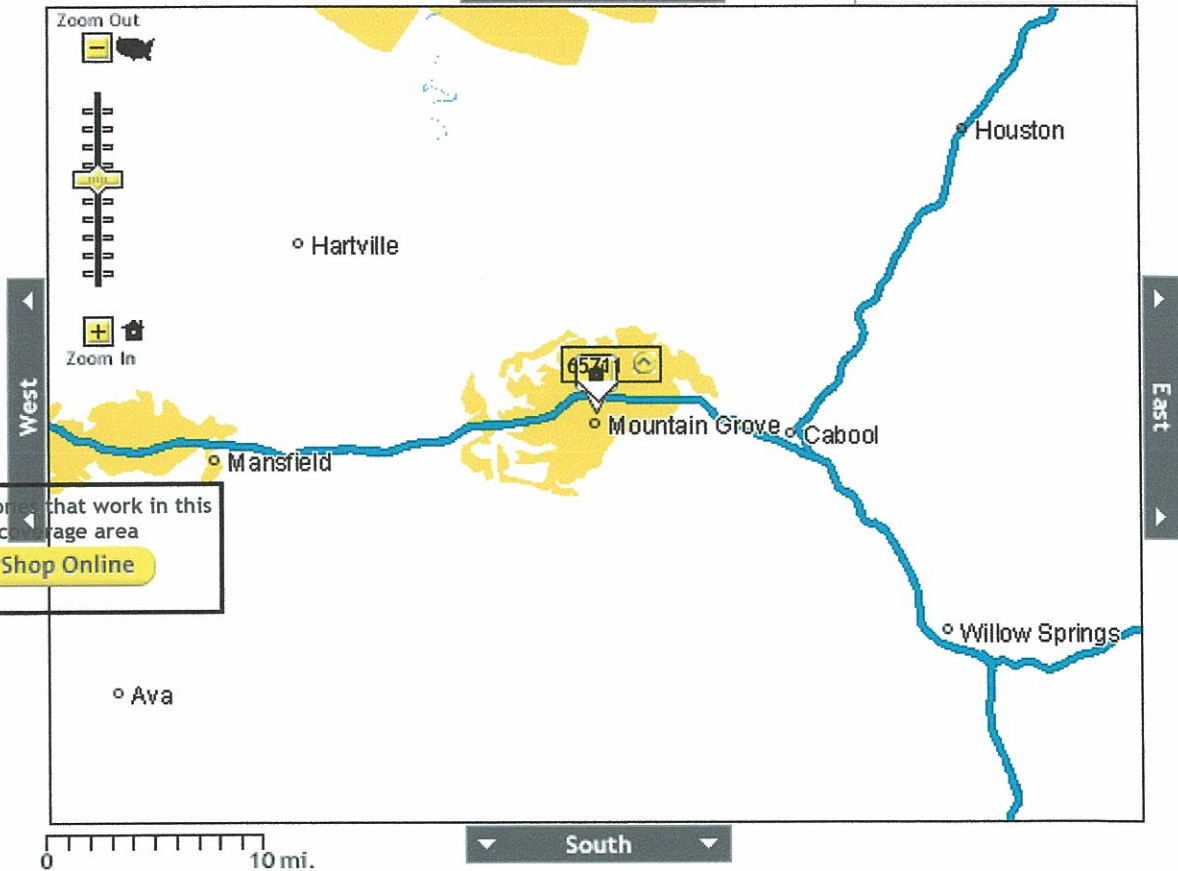 Zoom Out
Houston
Hartville
Zoom In
65711
West
East
Mountain Grove
Cabool
Mansfield
that work in this
coverage area
Shop Online
Willow Springs
Ava
0 10 mi.
South